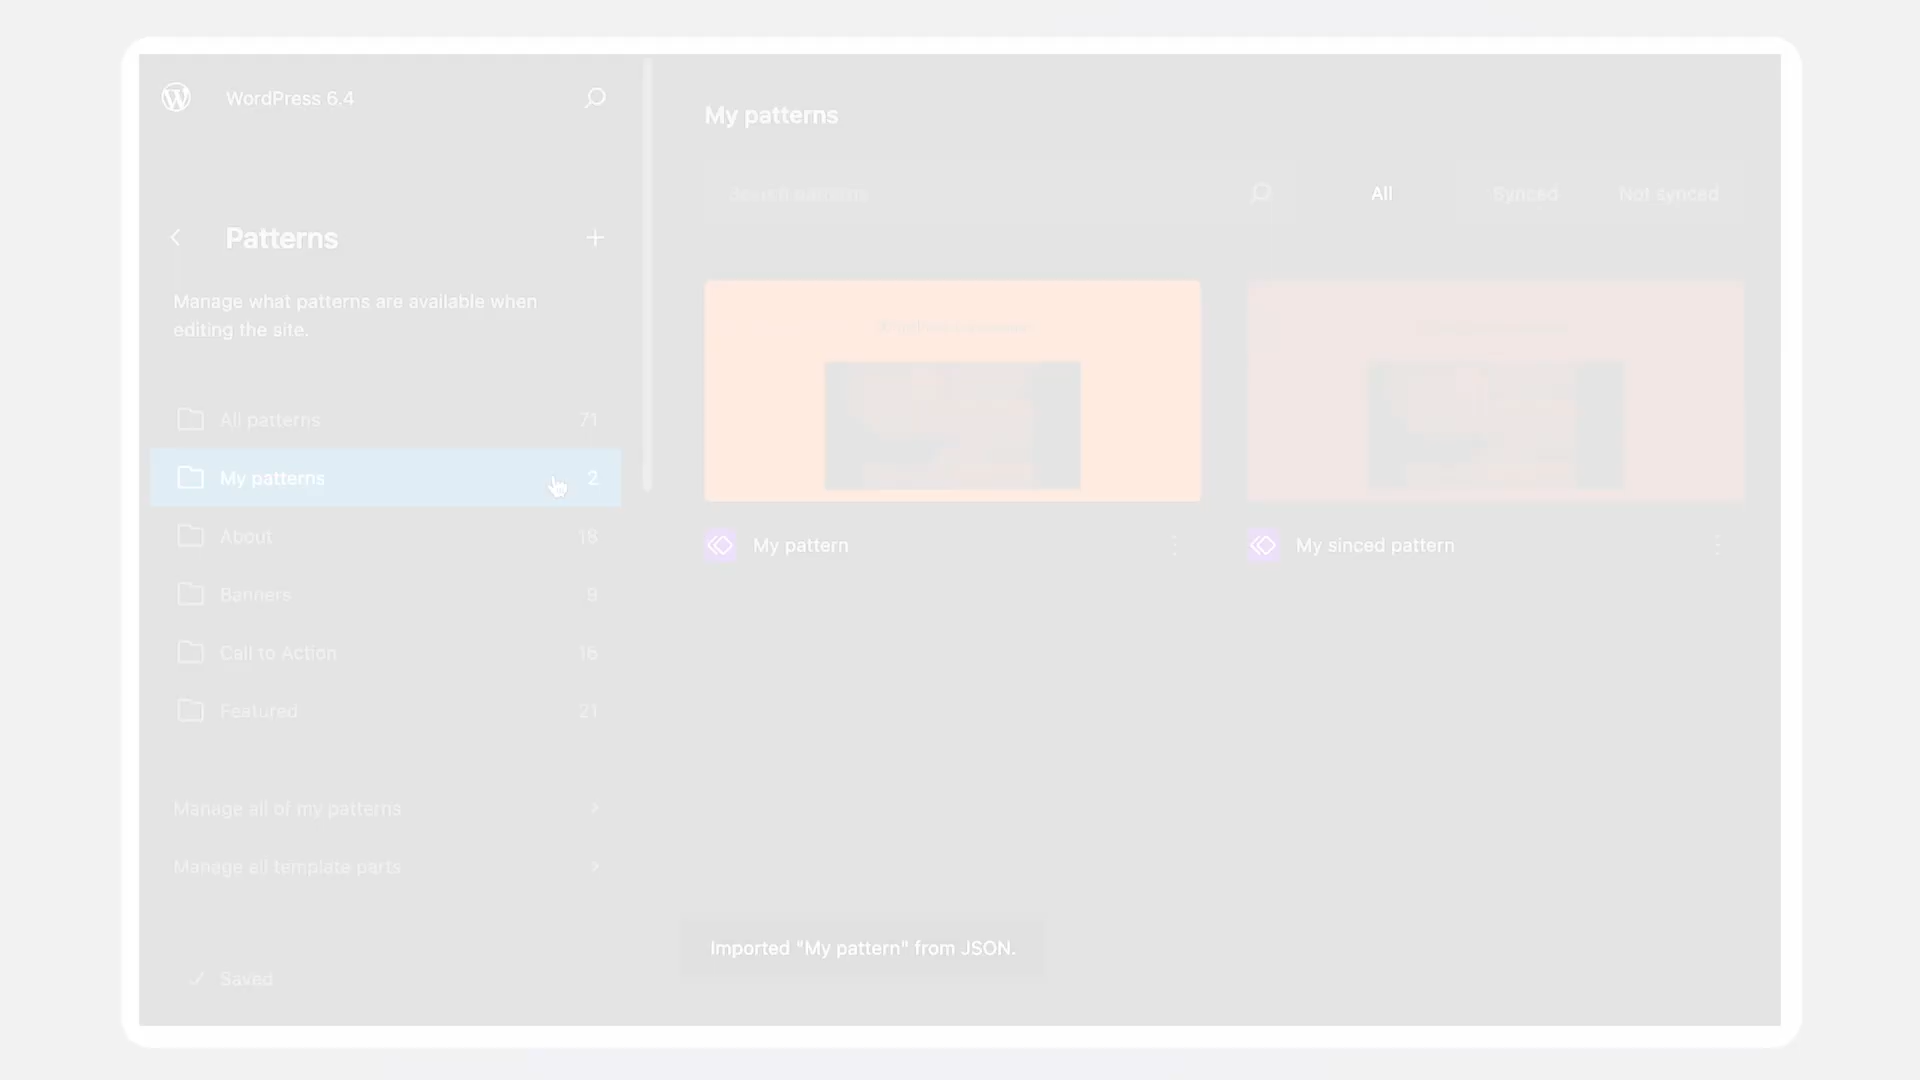 WordPress 6.4
Patterns
Manage what patterns are available when
editing the site.
All patterns 71
My patterns 2
About 18
Banners 9
Call to Action 16
Featured 21
Manage all of my patterns
Manage all template parts
Saved
My patterns
Search patterns
All Synced Not synced
My pattern
My sinced pattern
Imported "My pattern" from JSON.